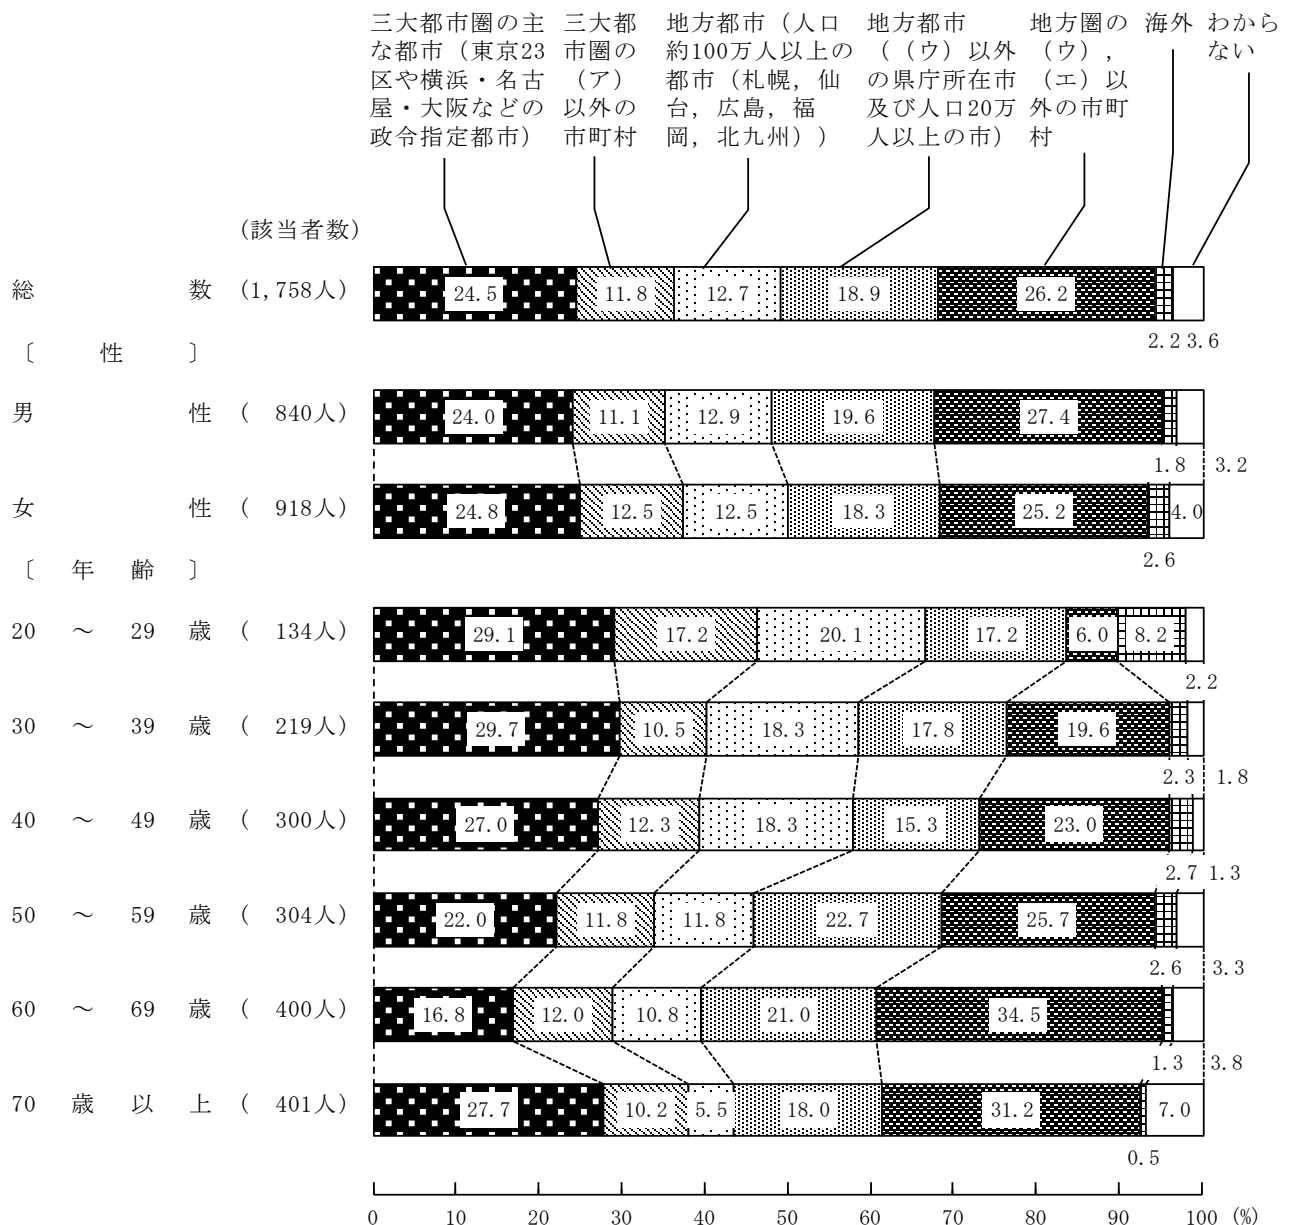 三大都市圏の主な都市（東京23区や横浜・名古屋・大阪などの政令指定都市）
三大都市圏の（ア）以外の市町村
地方都市（人口約100万人以上の都市（札幌，仙台，広島，福岡，北九州））
地方都市（（ウ）以外の県庁所在市及び人口20万人以上の市）
地方圏の（ウ），（エ）以外の市町村
海外
わからない
(該当者数)
総 数 (1,758人) 24.5 11.8 12.7 18.9 26.2
2.2 3.6
〔 性 〕
男 性 ( 840人) 24.0 11.1 12.9 19.6 27.4
1.8 3.2
女 性 ( 918人) 24.8 12.5 12.5 18.3 25.2 4.0
2.6
〔 年 齢 〕
20 ～ 29 歳 ( 134人) 29.1 17.2 20.1 17.2 6.0 8.2
2.2
30 ～ 39 歳 ( 219人) 29.7 10.5 18.3 17.8 19.6
2.3 1.8
40 ～ 49 歳 ( 300人) 27.0 12.3 18.3 15.3 23.0
2.7 1.3
50 ～ 59 歳 ( 304人) 22.0 11.8 11.8 22.7 25.7
2.6 3.3
60 ～ 69 歳 ( 400人) 16.8 12.0 10.8 21.0 34.5
1.3 3.8
70 歳 以 上 ( 401人) 27.7 10.2 5.5 18.0 31.2 7.0
0.5
0 10 20 30 40 50 60 70 80 90 100 (%)